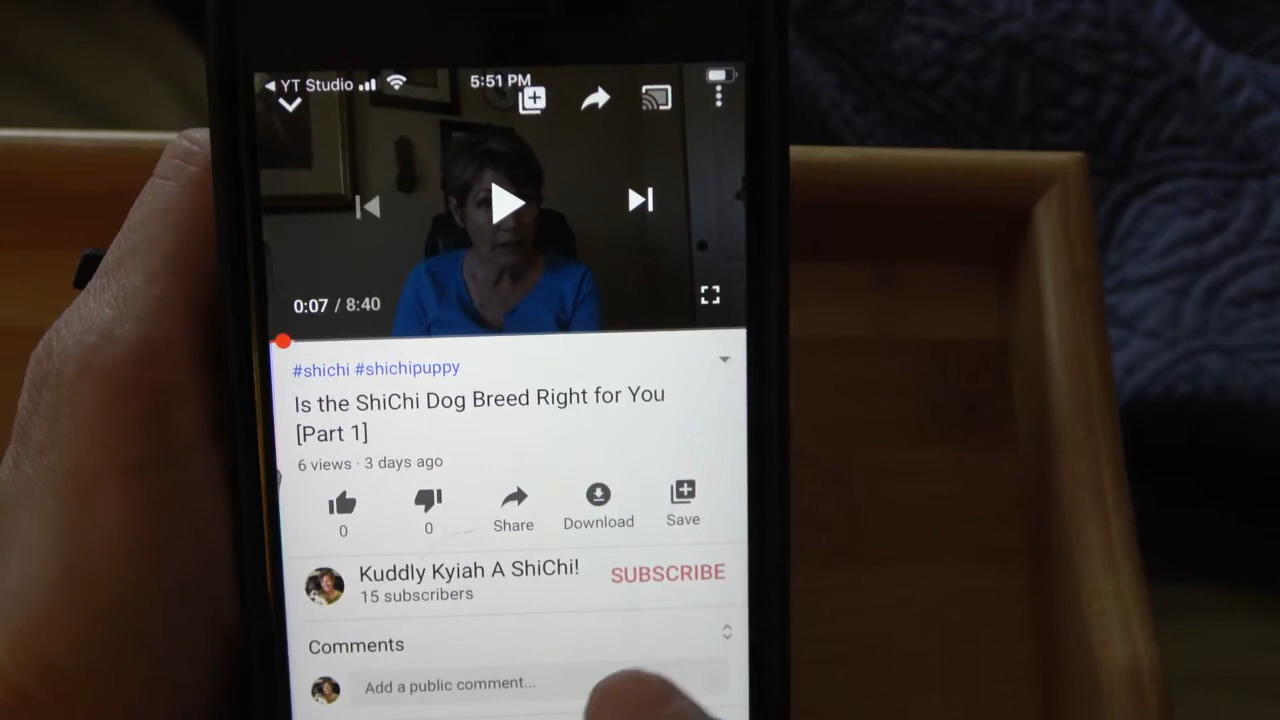 YT Studio 5:51 PM
0:07 / 8:40
#shichi #shichipuppy
Is the ShiChi Dog Breed Right for You
[Part 1]
6 views · 3 days ago
0 0 Share Download Save
Kuddly Kyiah A ShiChi! SUBSCRIBE
15 subscribers
Comments
Add a public comment...